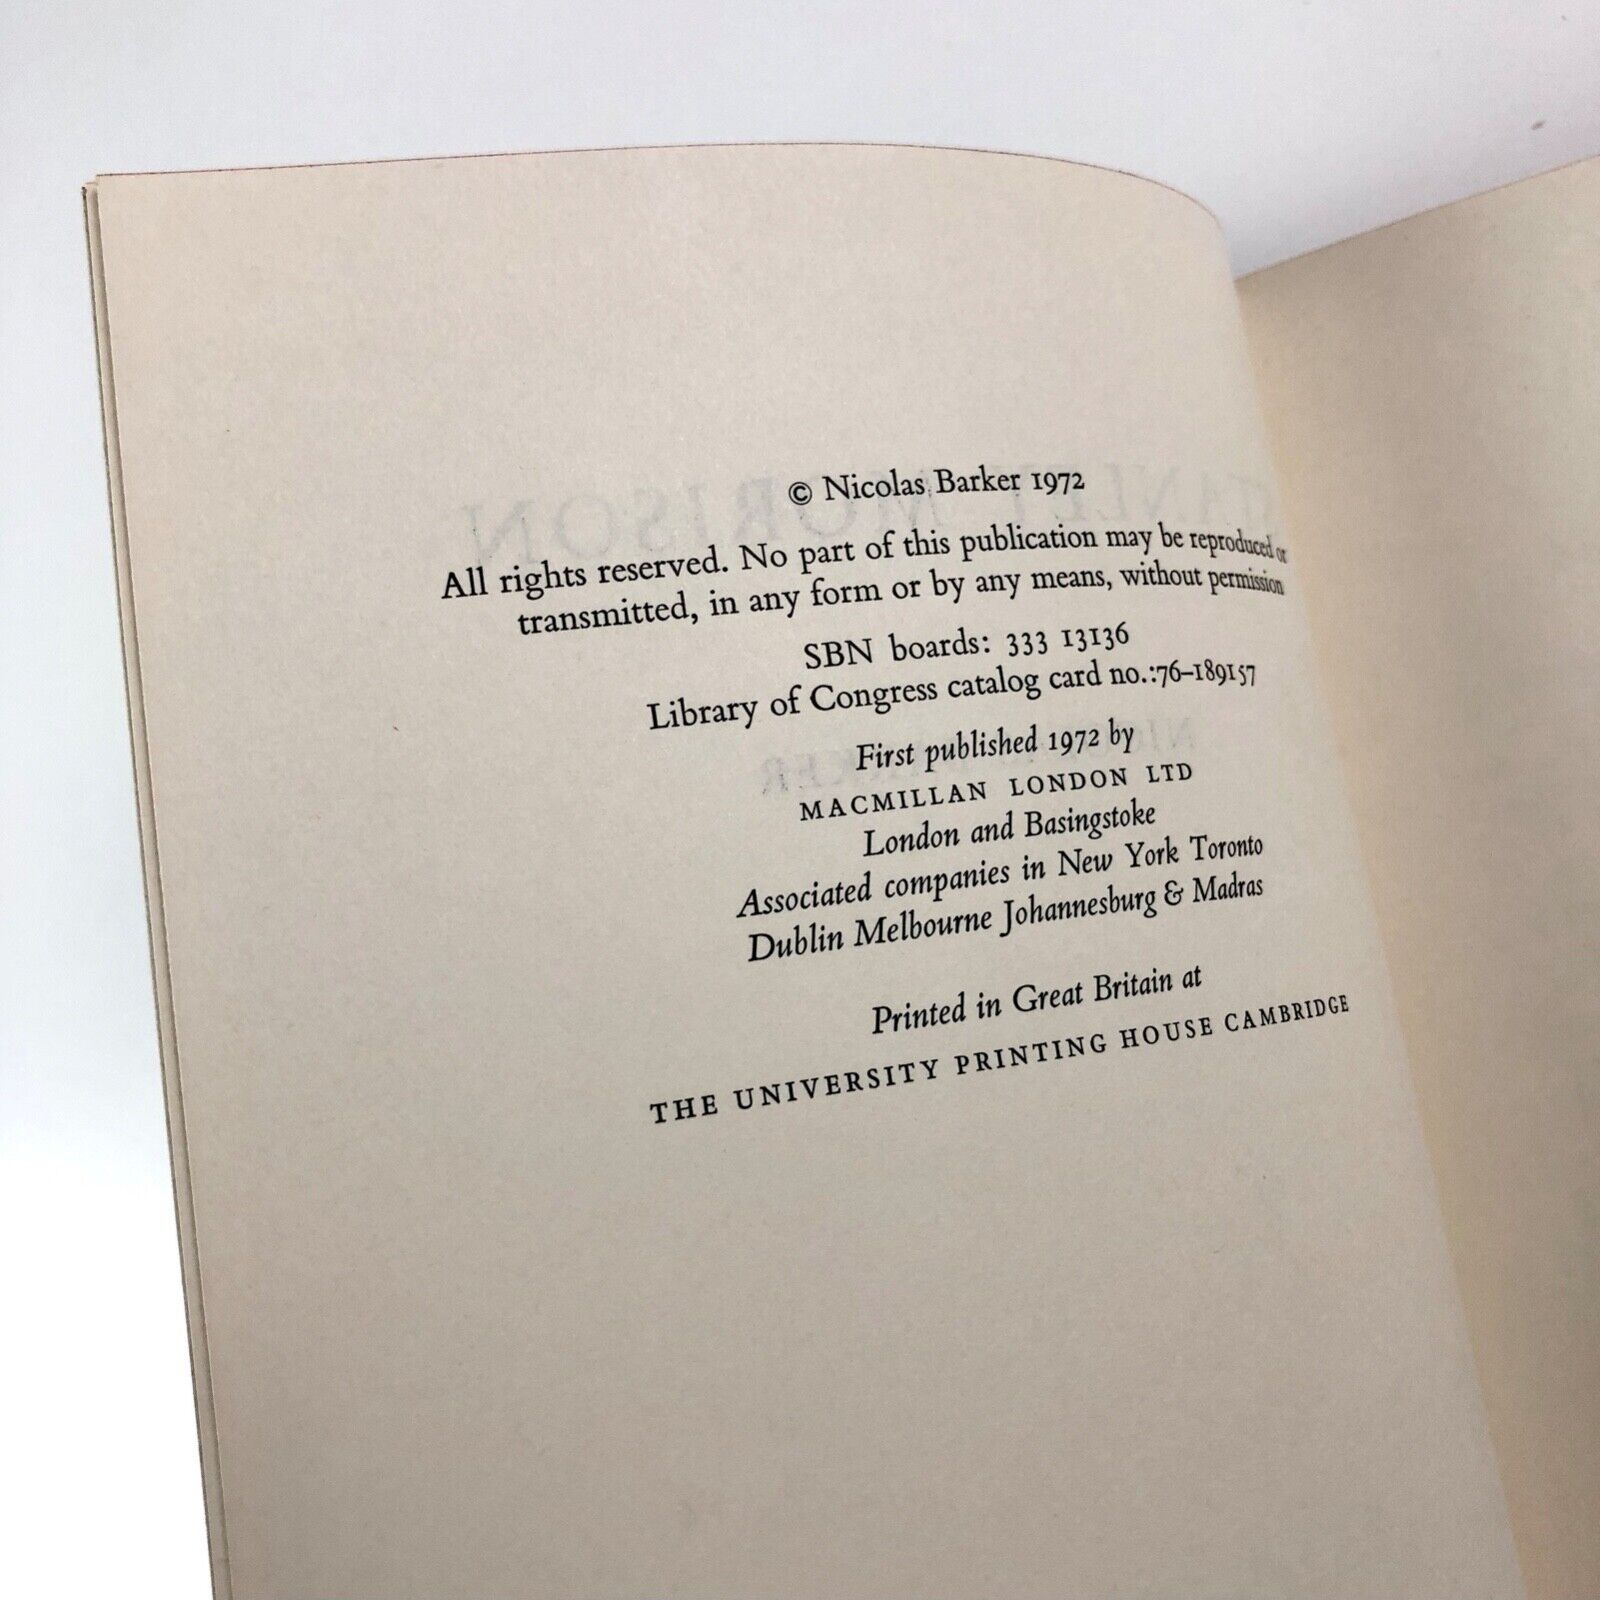 © Nicolas Barker 1972
All rights reserved. No part of this publication may be reproduced or
transmitted, in any form or by any means, without permission
SBN boards: 333 13136
Library of Congress catalog card no.:76–189157
First published 1972 by
MACMILLAN LONDON LTD
London and Basingstoke
Associated companies in New York Toronto
Dublin Melbourne Johannesburg & Madras
Printed in Great Britain at
THE UNIVERSITY PRINTING HOUSE CAMBRIDGE